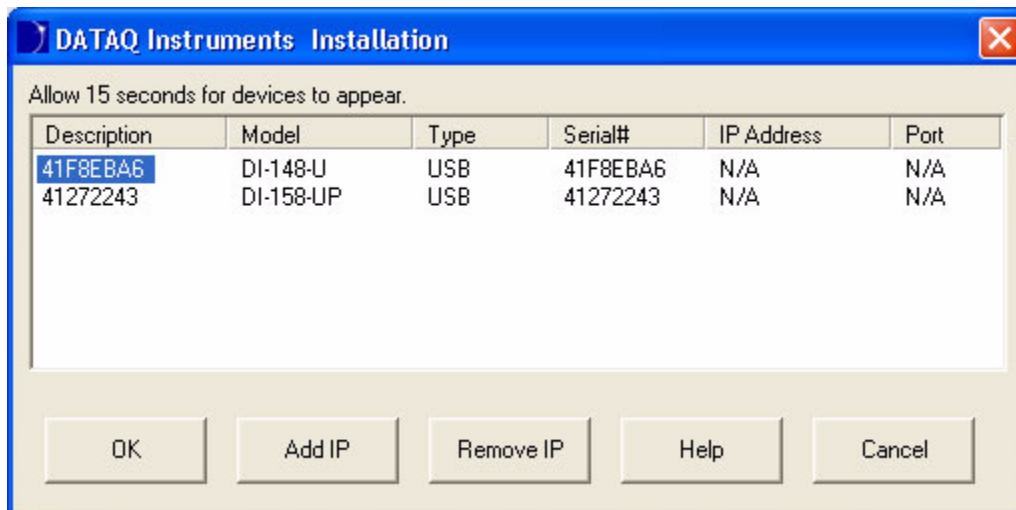 DATAQ Instruments Installation
Allow 15 seconds for devices to appear.
Description Model Type Serial# IP Address Port
41F8EBA6 DI-148-U USB 41F8EBA6 N/A N/A
41272243 DI-158-UP USB 41272243 N/A N/A
OK Add IP Remove IP Help Cancel